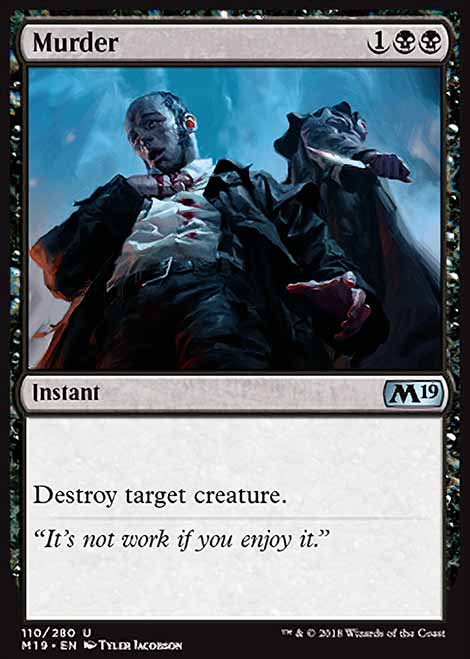 Murder 1
Instant M19
Destroy target creature.
“It’s not work if you enjoy it.”
110/280 U ™ & © 2018 Wizards of the Coast
M19 • EN Tyler Jacobson